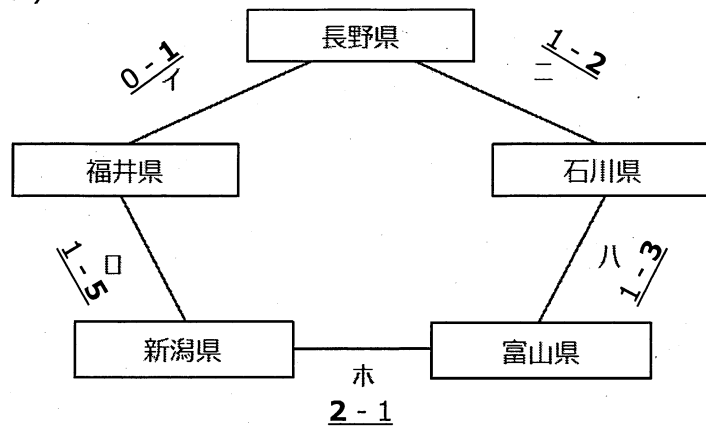 長野県
0 - 1
イ
1 - 2
ニ
福井県
石川県
1 - 5
ロ
ハ
1 - 3
新潟県
富山県
ホ
2 - 1